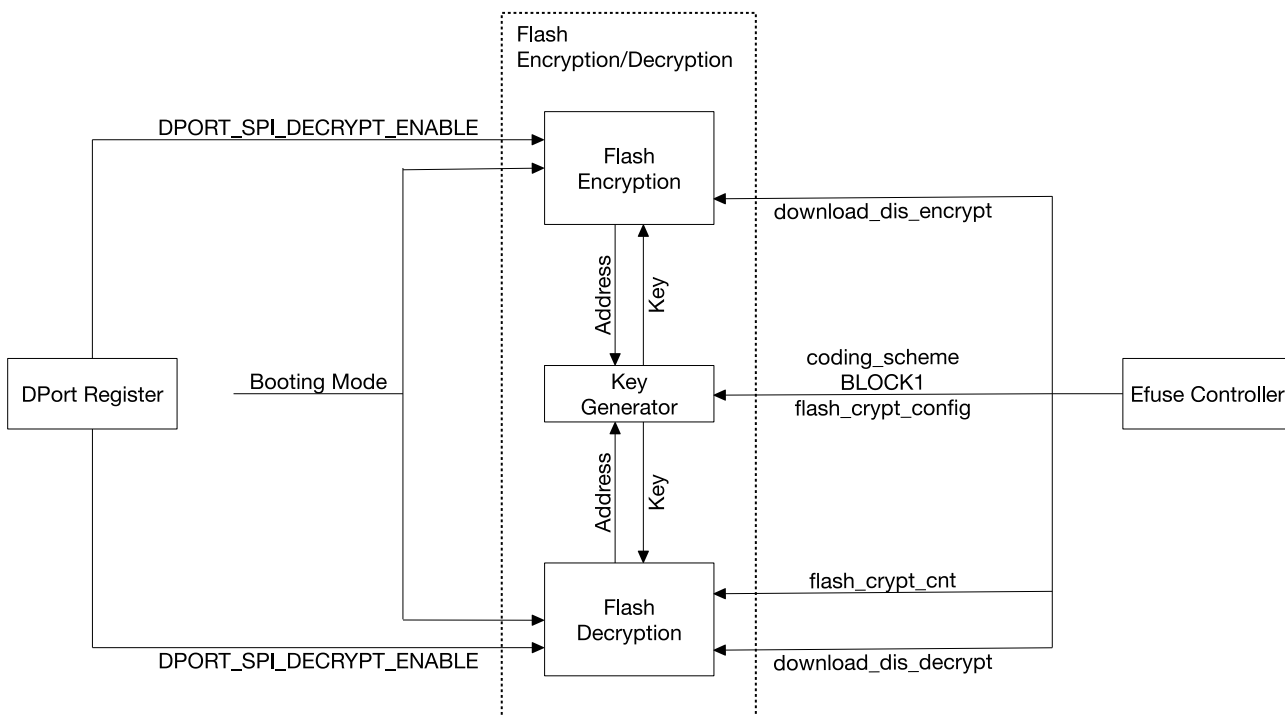 Flash
Encryption/Decryption
DPORT_SPI_DECRYPT_ENABLE
Flash
Encryption
download_dis_encrypt
Address
Key
DPort Register
Booting Mode
Key
Generator
coding_scheme
BLOCK1
flash_crypt_config
Efuse Controller
Address
Key
Flash
Decryption
flash_crypt_cnt
DPORT_SPI_DECRYPT_ENABLE
download_dis_decrypt